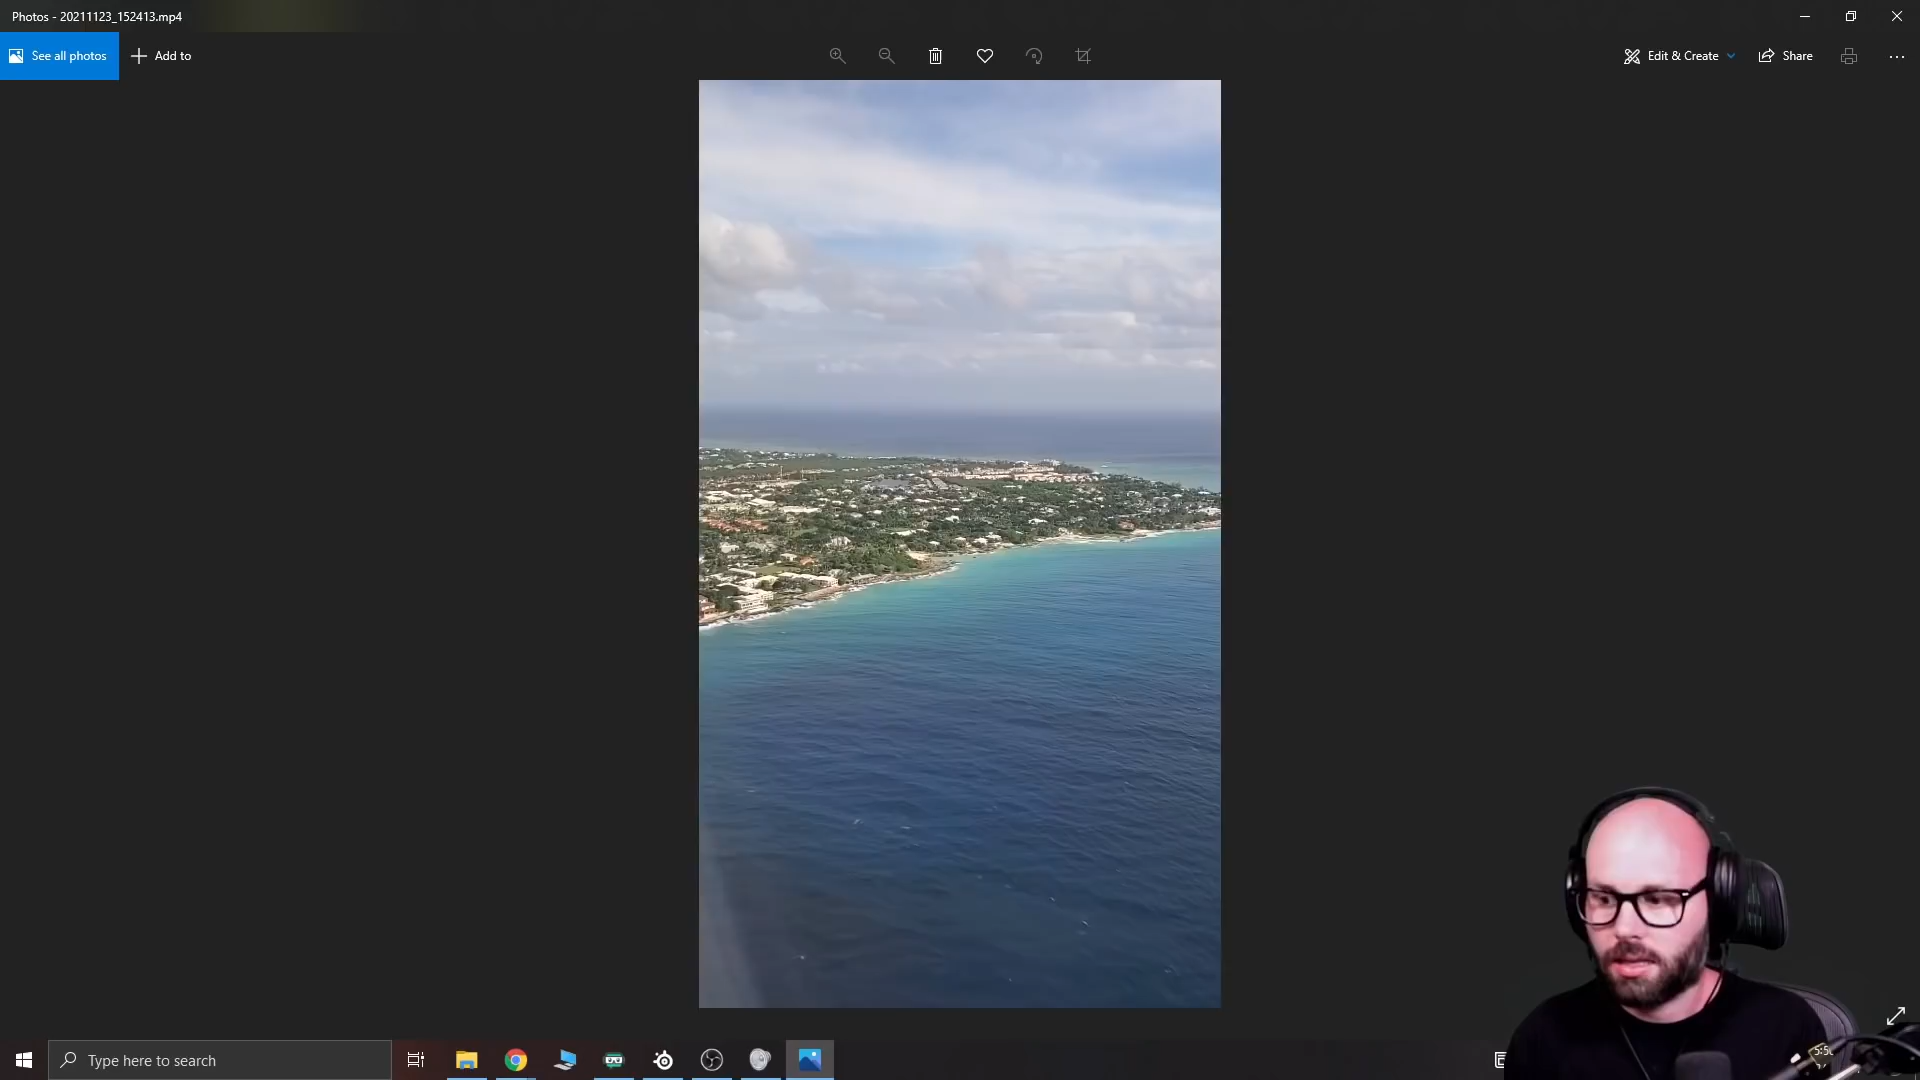 Photos - 20211123_152413.mp4
See all photos
Add to
Edit & Create
Share
Type here to search